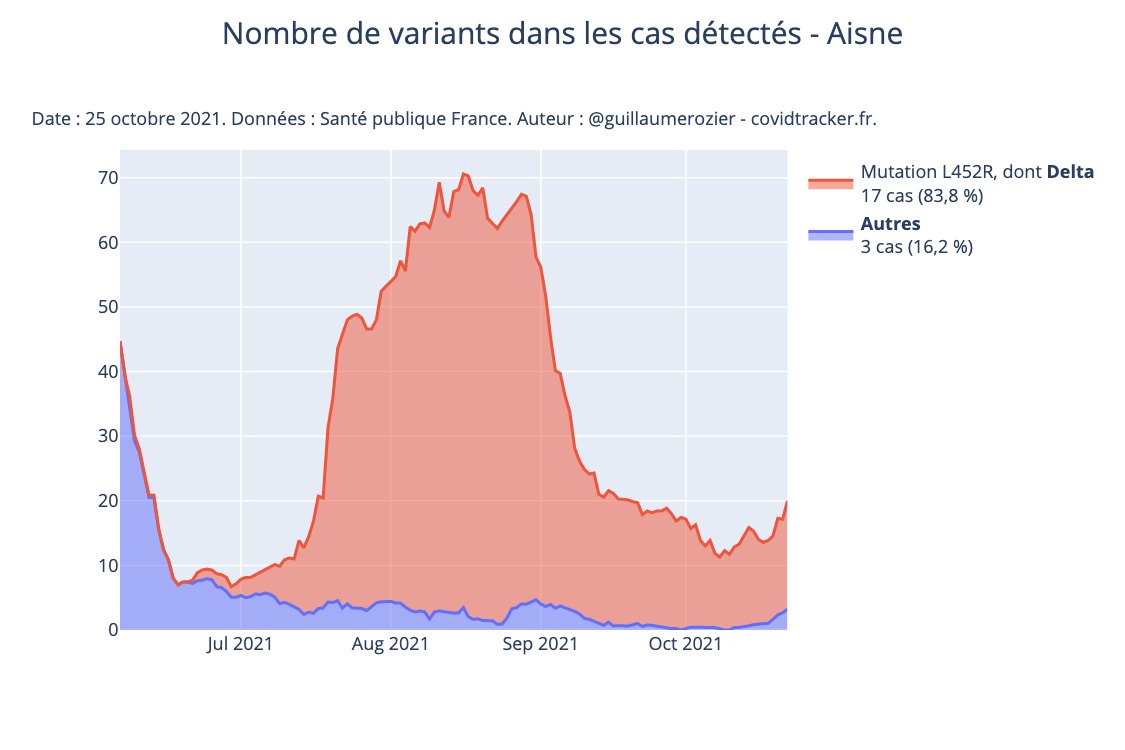 Nombre de variants dans les cas détectés - Aisne
Date : 25 octobre 2021. Données : Santé publique France. Auteur : @guillaumerozier - covidtracker.fr.
Mutation L452R, dont Delta
17 cas (83,8 %)
Autres
3 cas (16,2 %)
70
60
50
40
30
20
10
0
Jul 2021 Aug 2021 Sep 2021 Oct 2021